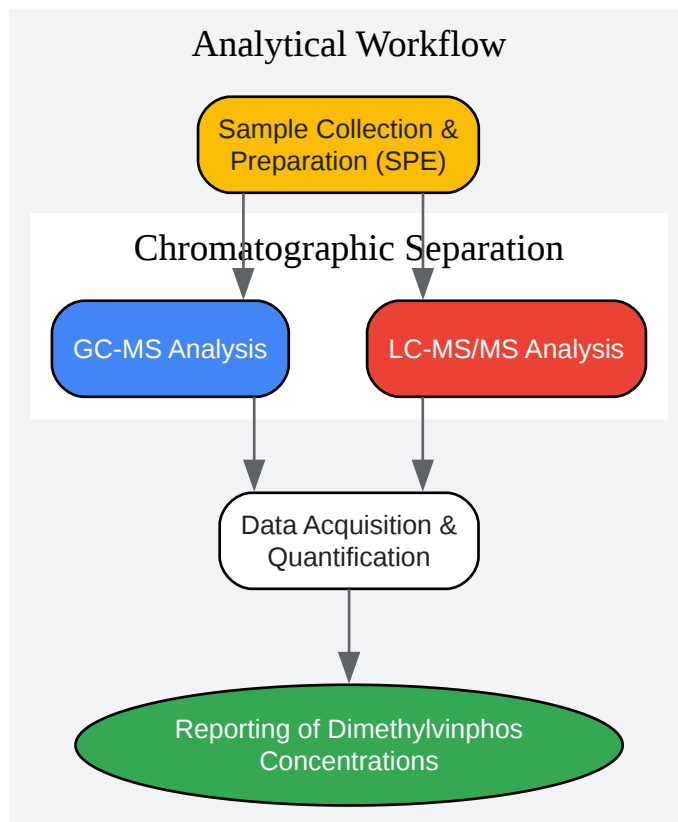 Analytical Workflow
Sample Collection &
Preparation (SPE)
Chromatographic Separation
GC-MS Analysis
LC-MS/MS Analysis
Data Acquisition &
Quantification
Reporting of Dimethylvinphos
Concentrations